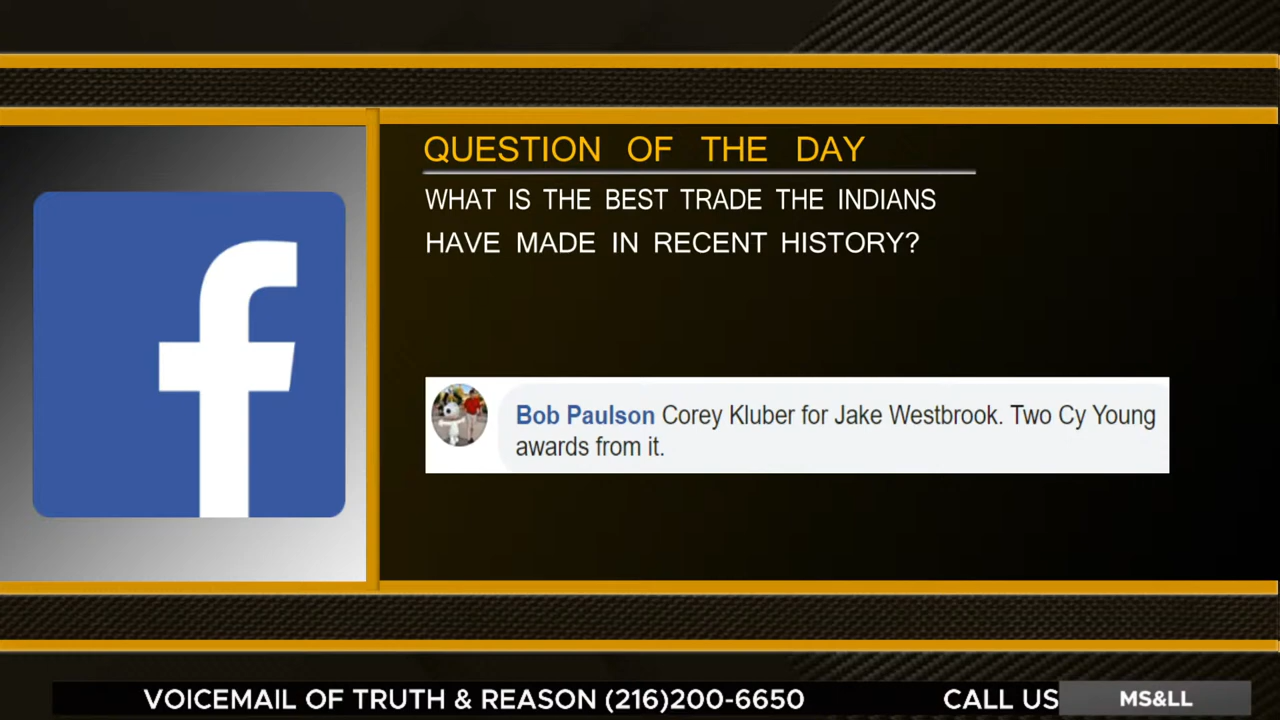 QUESTION OF THE DAY
WHAT IS THE BEST TRADE THE INDIANS
HAVE MADE IN RECENT HISTORY?
Bob Paulson Corey Kluber for Jake Westbrook. Two Cy Young
awards from it.
VOICEMAIL OF TRUTH & REASON (216)200-6650 CALL US MS&LL